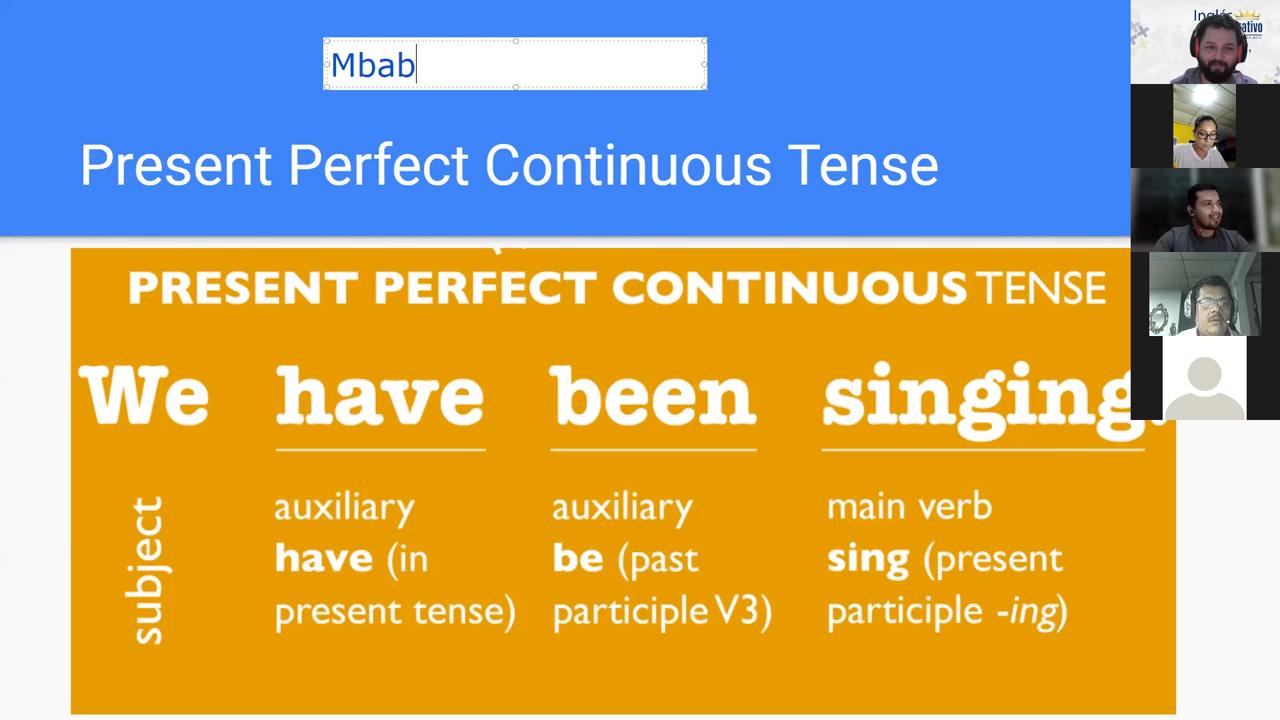 Mbab
Present Perfect Continuous Tense
PRESENT PERFECT CONTINUOUS TENSE
We have been singing.
subject
auxiliary
have (in
present tense)
auxiliary
be (past
participle V3)
main verb
sing (present
participle -ing)